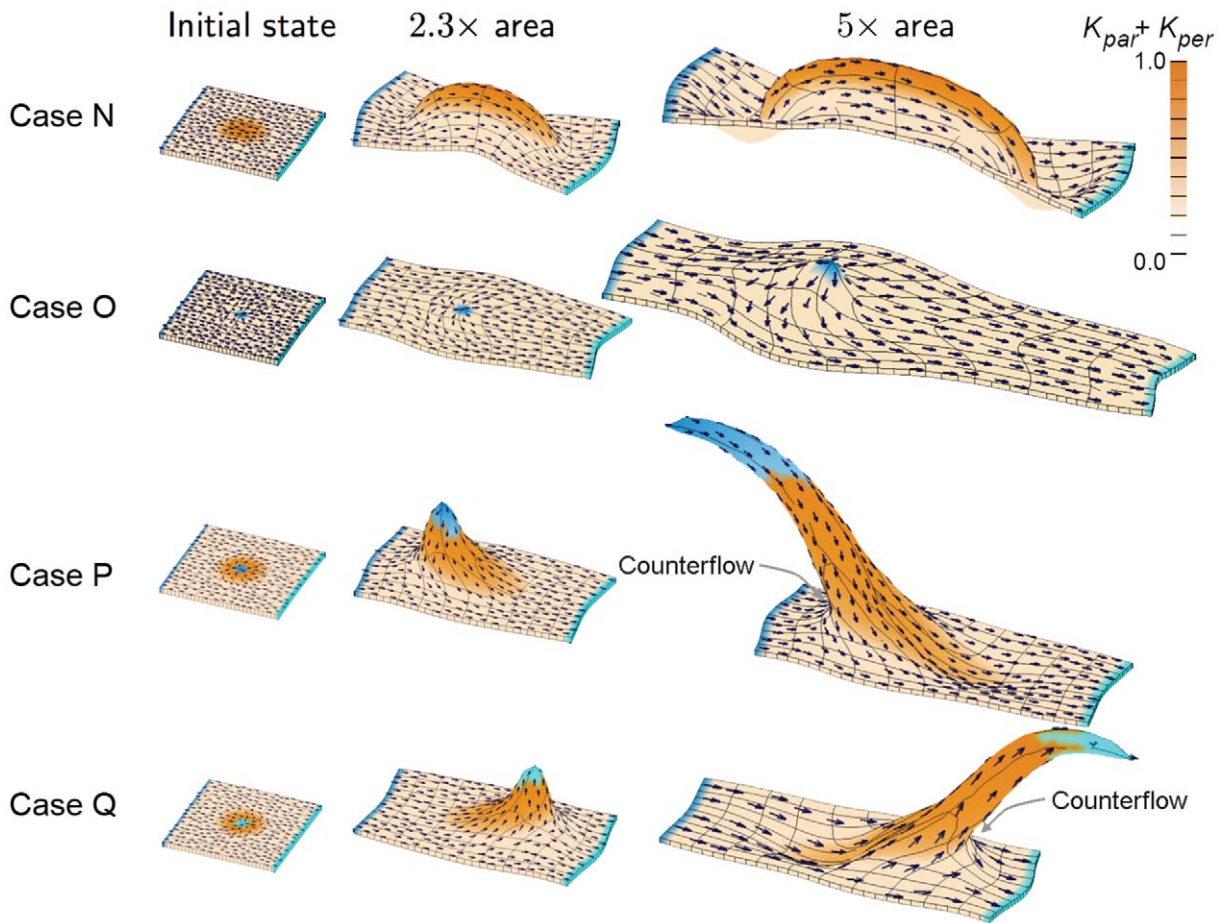 Initial state
2.3× area
5× area
K_par + K_per
1.0
0.0
Case N
Case O
Case P
Counterflow
Case Q
Counterflow